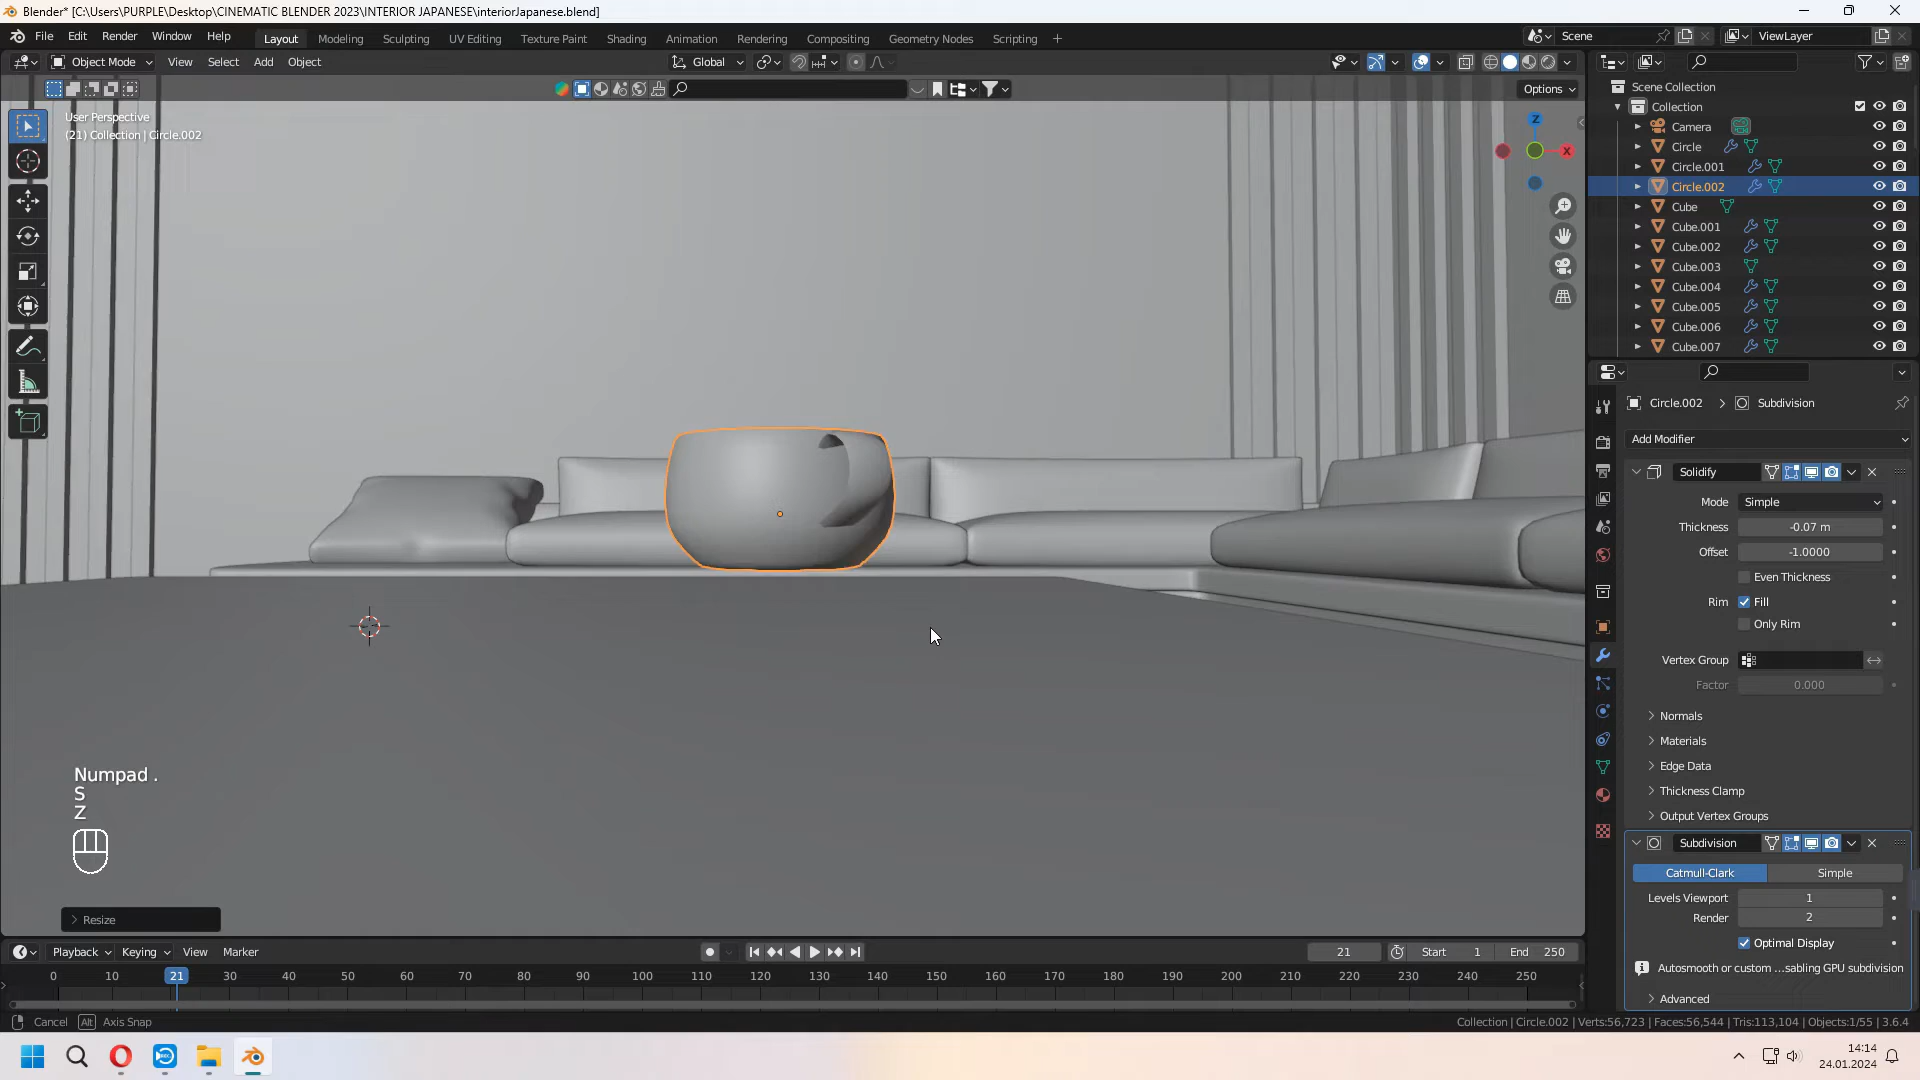 Blender* [C:\Users\PURPLE\Desktop\CINEMATIC BLENDER 2023\INTERIOR JAPANESE\interiorJapanese.blend]
File Edit Render Window Help Layout Modeling Sculpting UV Editing Texture Paint Shading Animation Rendering Compositing Geometry Nodes Scripting + Scene ViewLayer
Object Mode View Select Add Object Global
Options
User Perspective
(21) Collection | Circle.002
Z
X
Scene Collection
Collection
Camera
Circle
Circle.001
Circle.002
Cube
Cube.001
Cube.002
Cube.003
Cube.004
Cube.005
Cube.006
Cube.007
Circle.002 > Subdivision
Add Modifier
Solidify
Mode Simple
Thickness -0.07 m
Offset -1.0000
Even Thickness
Rim Fill
Only Rim
Vertex Group
Factor 0.000
Normals
Materials
Edge Data
Thickness Clamp
Output Vertex Groups
Subdivision
Catmull-Clark Simple
Levels Viewport 1
Render 2
Optimal Display
Autosmooth or custom ...sabling GPU subdivision
Advanced
Numpad .
S
Z
> Resize
Playback Keying View Marker 21 Start 1 End 250
0 10 21 30 40 50 60 70 80 90 100 110 120 130 140 150 160 170 180 190 200 210 220 230 240 250
Cancel Alt Axis Snap Collection | Circle.002 | Verts:56,723 | Faces:56,544 | Tris:113,104 | Objects:1/55 | 3.6.4
REC
14:14
24.01.2024